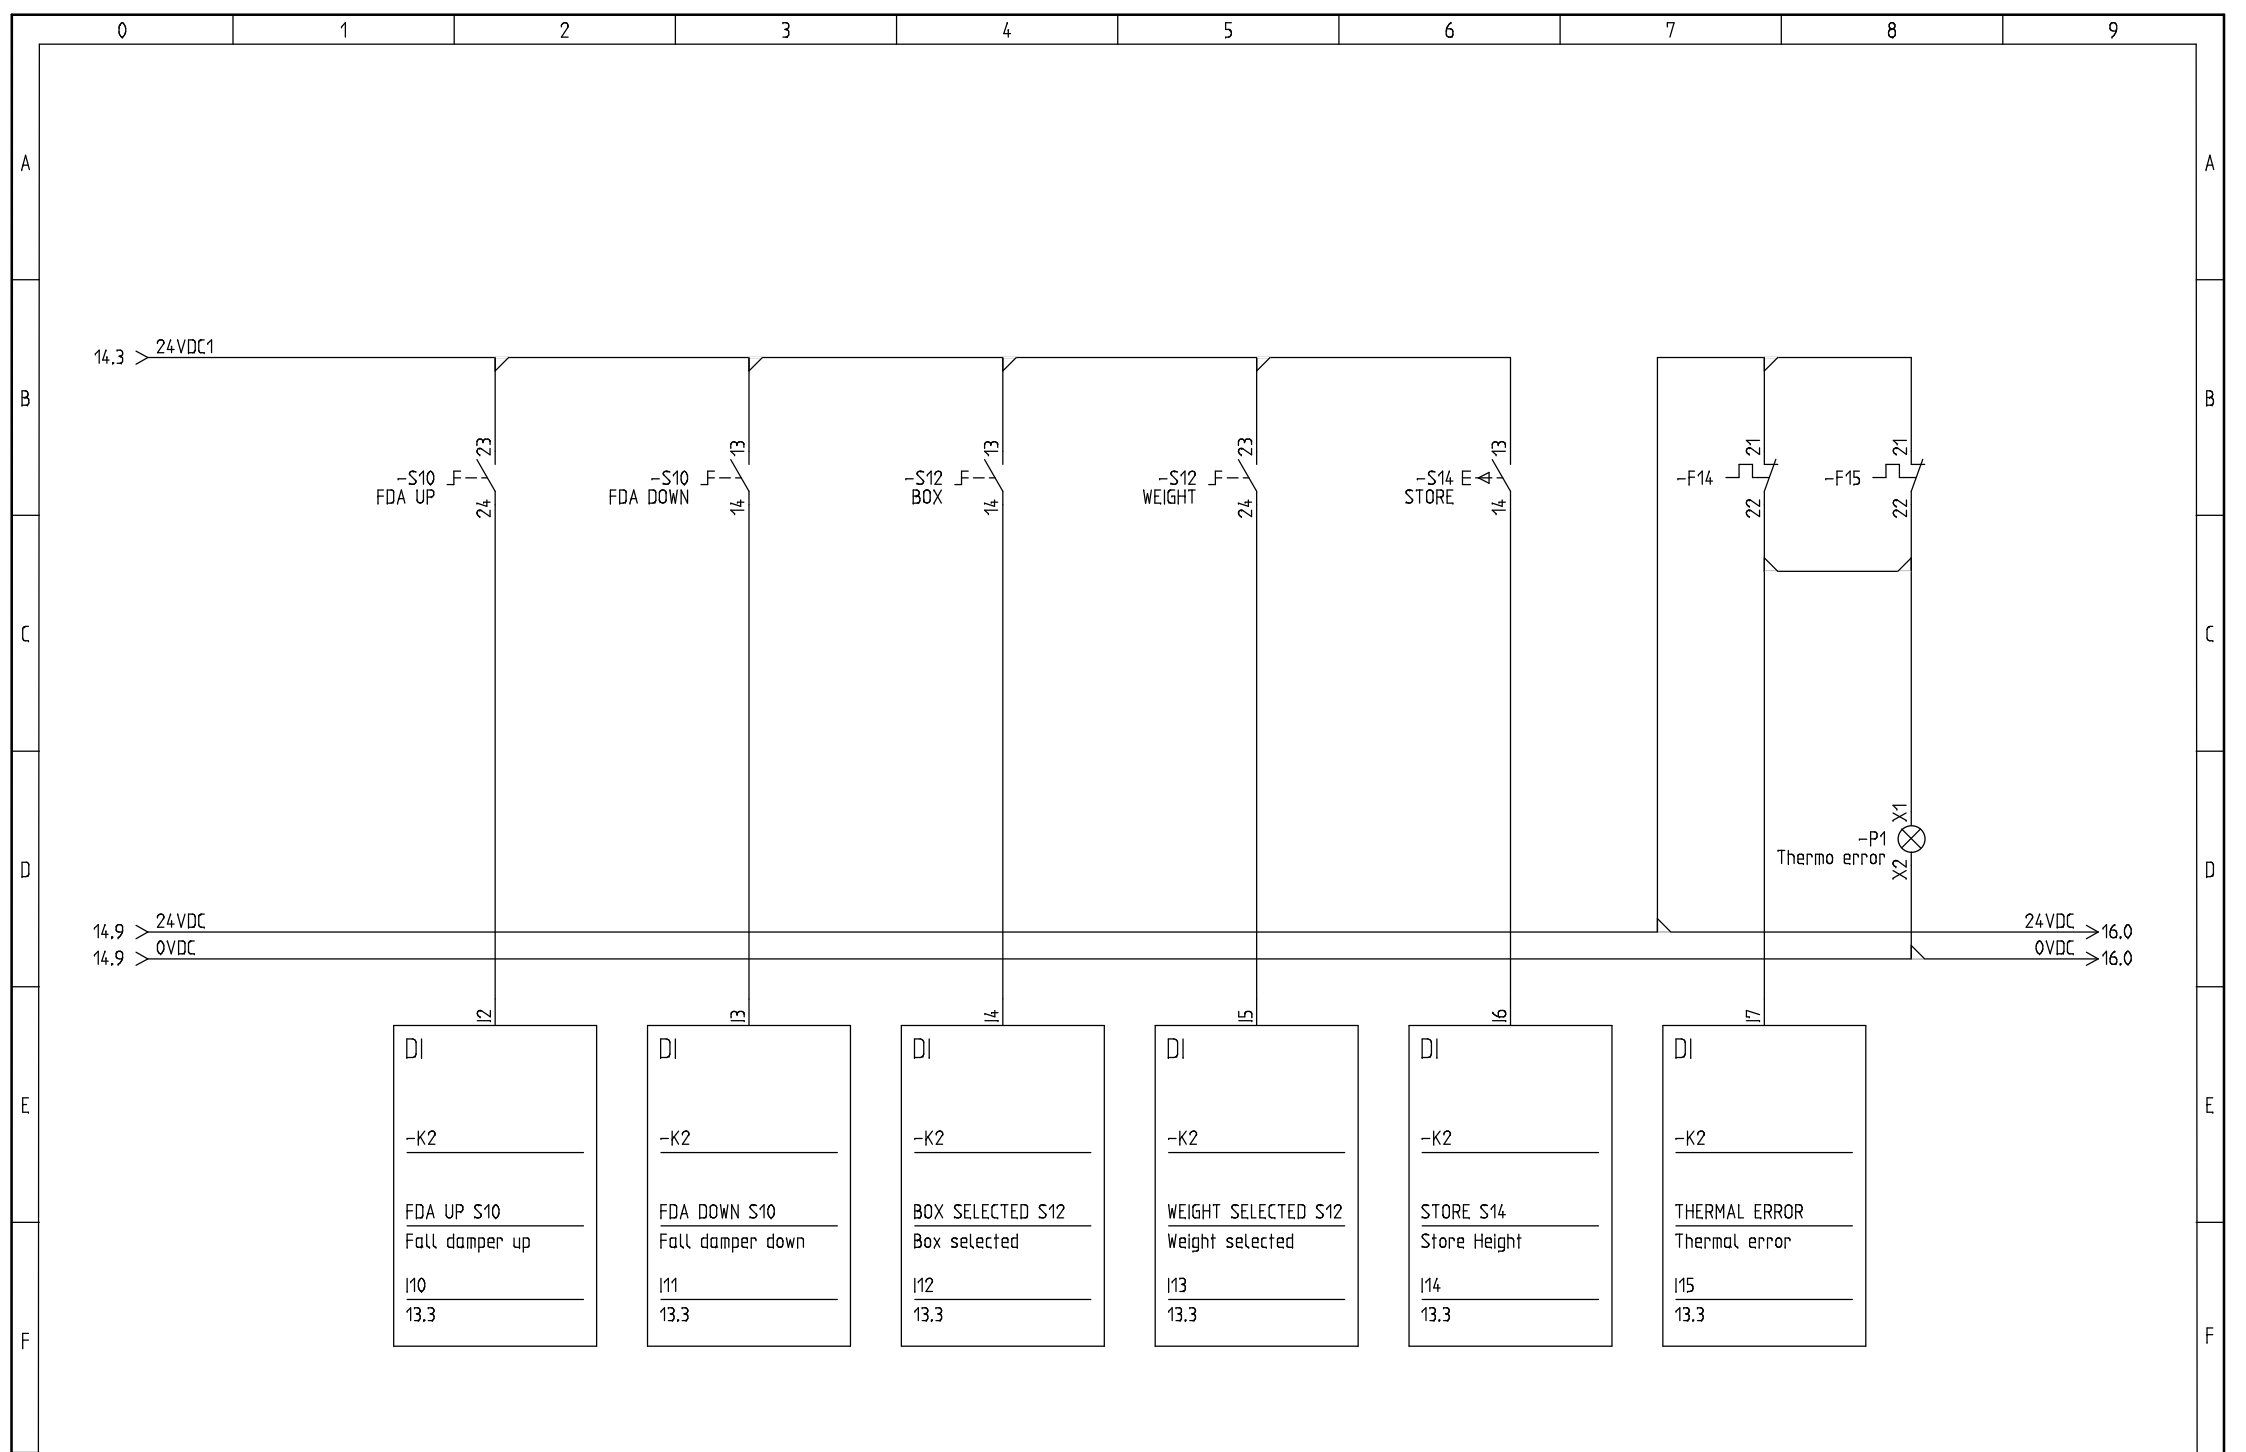 0 1 2 3 4 5 6 7 8 9
A A
14.3 24VDC1
B B
23 13 13 23 13 21 21
-S10 -S10 -S12 -S12 -S14 -F14 -F15
FDA UP FDA DOWN BOX WEIGHT STORE
24 14 14 24 14 22 22
C C
X1
-P1
Thermo error
X2
D D
14.9 24VDC 24VDC 16.0
14.9 0VDC 0VDC 16.0
I2 I3 I4 I5 I6 I7
DI DI DI DI DI DI
E E
-K2 -K2 -K2 -K2 -K2 -K2
FDA UP S10 FDA DOWN S10 BOX SELECTED S12 WEIGHT SELECTED S12 STORE S14 THERMAL ERROR
Fall damper up Fall damper down Box selected Weight selected Store Height Thermal error
I10 I11 I12 I13 I14 I15
13.3 13.3 13.3 13.3 13.3 13.3
F F